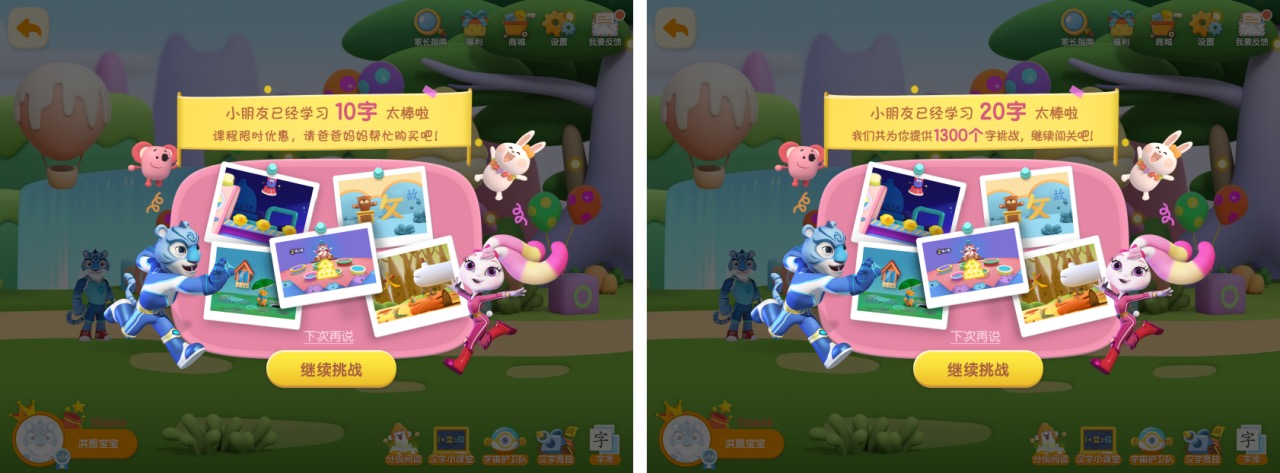 家长指南 福利 商城 设置 我要反馈
小朋友已经学习 10字 太棒啦
课程限时优惠，请爸爸妈妈帮忙购买吧！
故
攵
下次再说
继续挑战
洪恩宝宝
分级阅读 汉字小课堂 宇宙护卫队 汉字竞技 字库
字
家长指南 福利 商城 设置 我要反馈
小朋友已经学习 20字 太棒啦
我们共为你提供1300个字挑战，继续闯关吧！
故
攵
下次再说
继续挑战
洪恩宝宝
分级阅读 汉字小课堂 宇宙护卫队 汉字竞技 字库
字